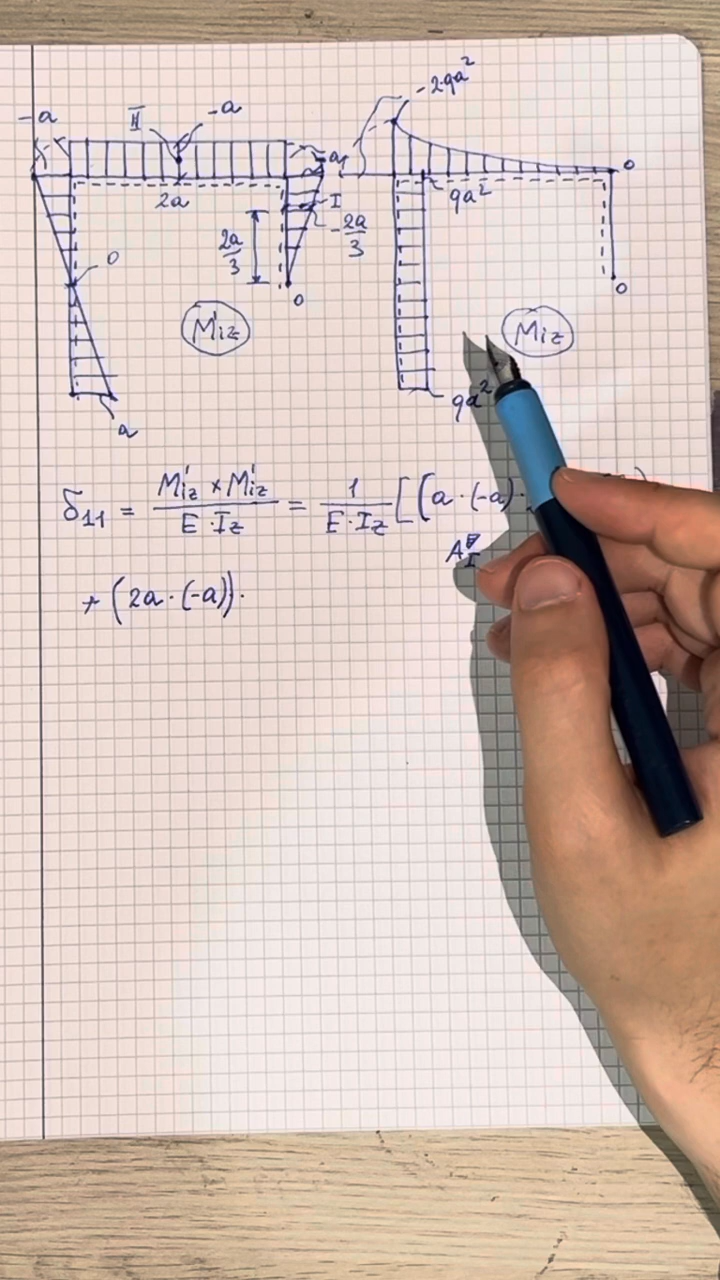 -2qa²
-a II -a 0
2a qa²
I
0 2a/3 -2a/3
0 0
M'iz Miz
qa²
a
δ₁₁ = M'iz × M'iz / E · Iz = 1 / E · Iz [(a · (-a) ·
A_I
+ (2a · (-a)) ·